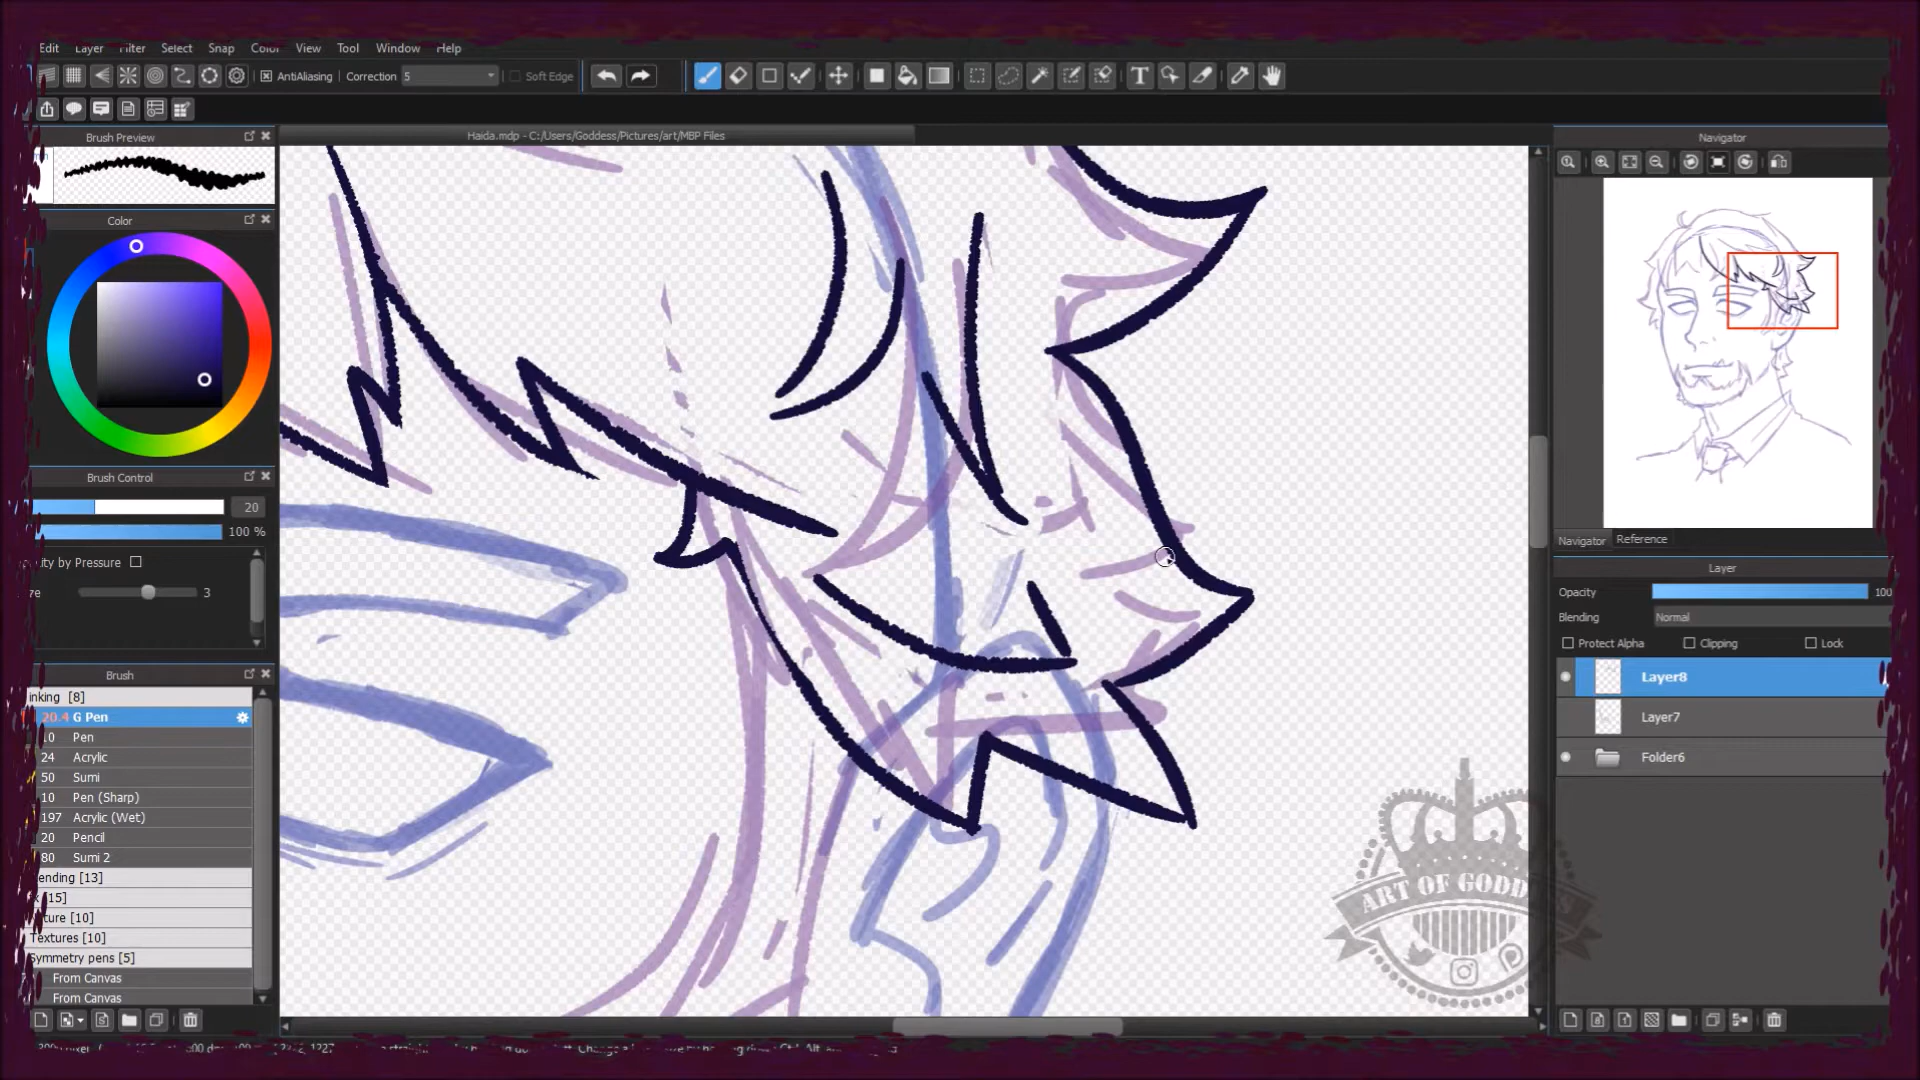 Edit Layer Filter Select Snap Color View Tool Window Help
AntiAliasing Correction 5 Soft Edge
T
Brush Preview
Haida.mdp - C:/Users/Goddess/Pictures/art/MBP Files
Navigator
Color
Brush Control
20
100 %
city by Pressure
ze 3
Brush
inking [8]
20.4 G Pen
10 Pen
24 Acrylic
50 Sumi
10 Pen (Sharp)
197 Acrylic (Wet)
20 Pencil
80 Sumi 2
ending [13]
x [15]
ture [10]
Textures [10]
Symmetry pens [5]
From Canvas
From Canvas
Navigator Reference
Layer
Opacity 100
Blending Normal
Protect Alpha Clipping Lock
Layer8
Layer7
Folder6
ART OF GODD